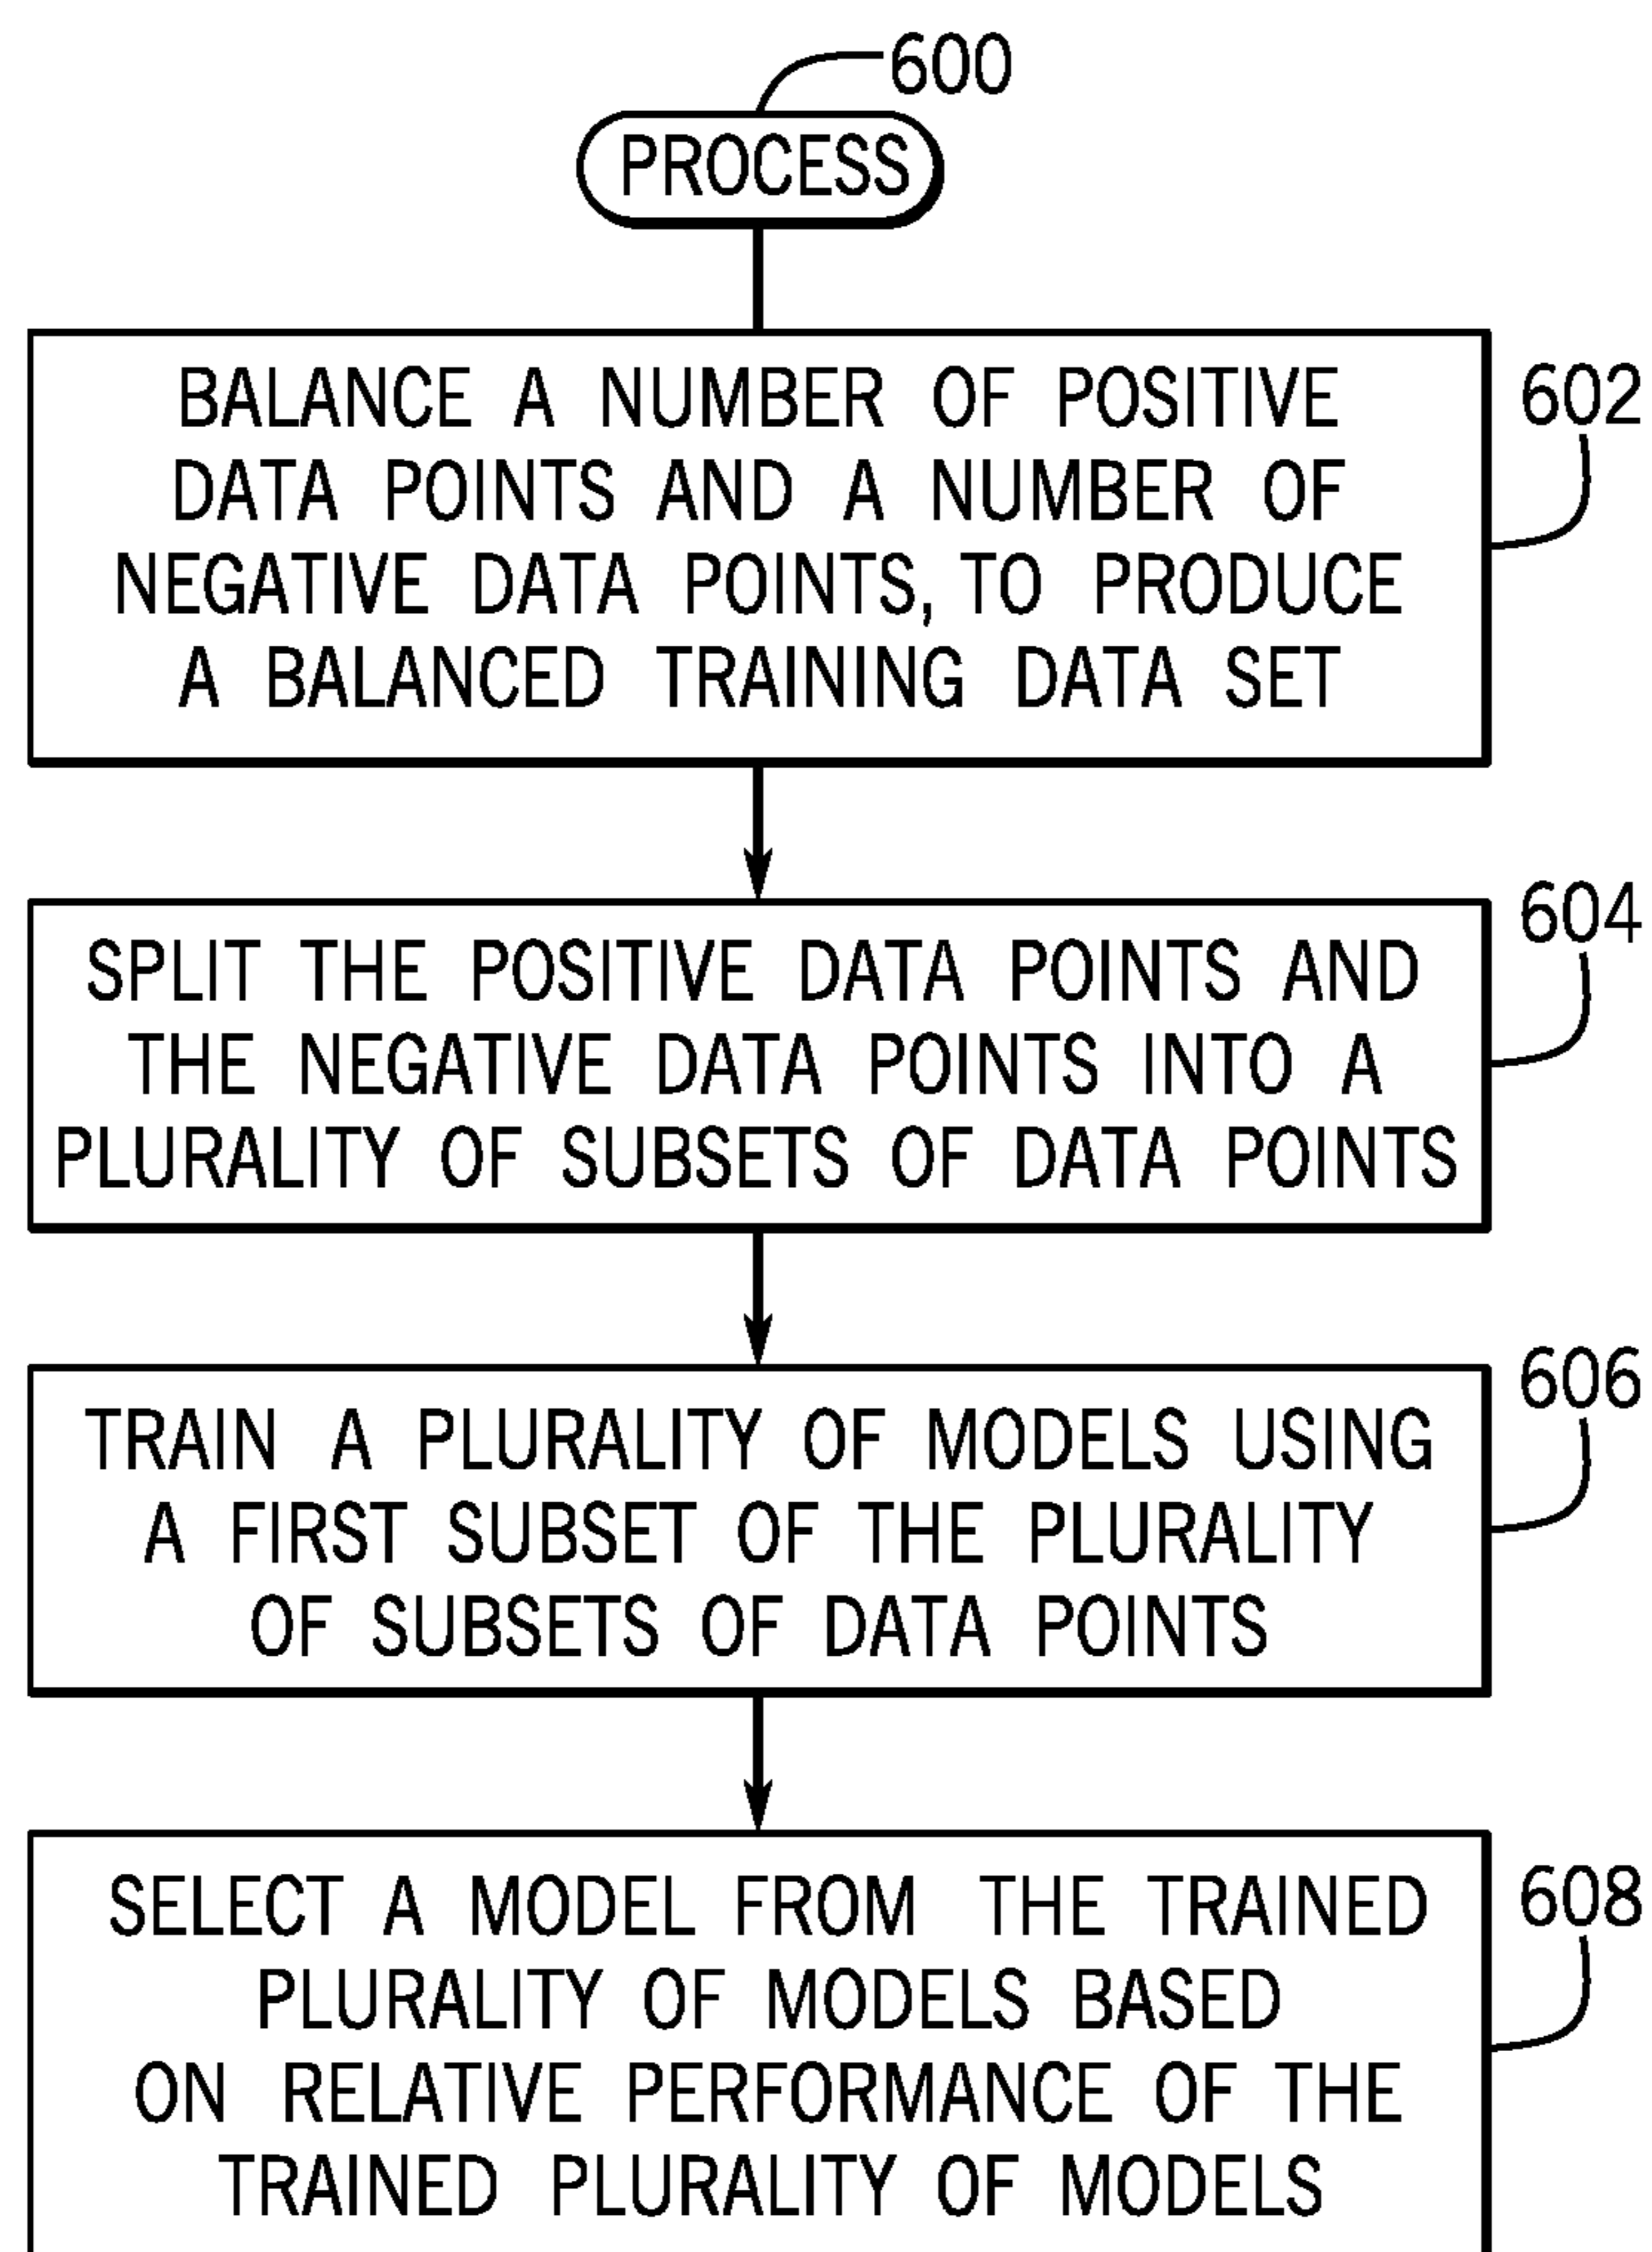 600
PROCESS
BALANCE A NUMBER OF POSITIVE
DATA POINTS AND A NUMBER OF
NEGATIVE DATA POINTS, TO PRODUCE
A BALANCED TRAINING DATA SET
602
SPLIT THE POSITIVE DATA POINTS AND
THE NEGATIVE DATA POINTS INTO A
PLURALITY OF SUBSETS OF DATA POINTS
604
TRAIN A PLURALITY OF MODELS USING
A FIRST SUBSET OF THE PLURALITY
OF SUBSETS OF DATA POINTS
606
SELECT A MODEL FROM THE TRAINED
PLURALITY OF MODELS BASED
ON RELATIVE PERFORMANCE OF THE
TRAINED PLURALITY OF MODELS
608